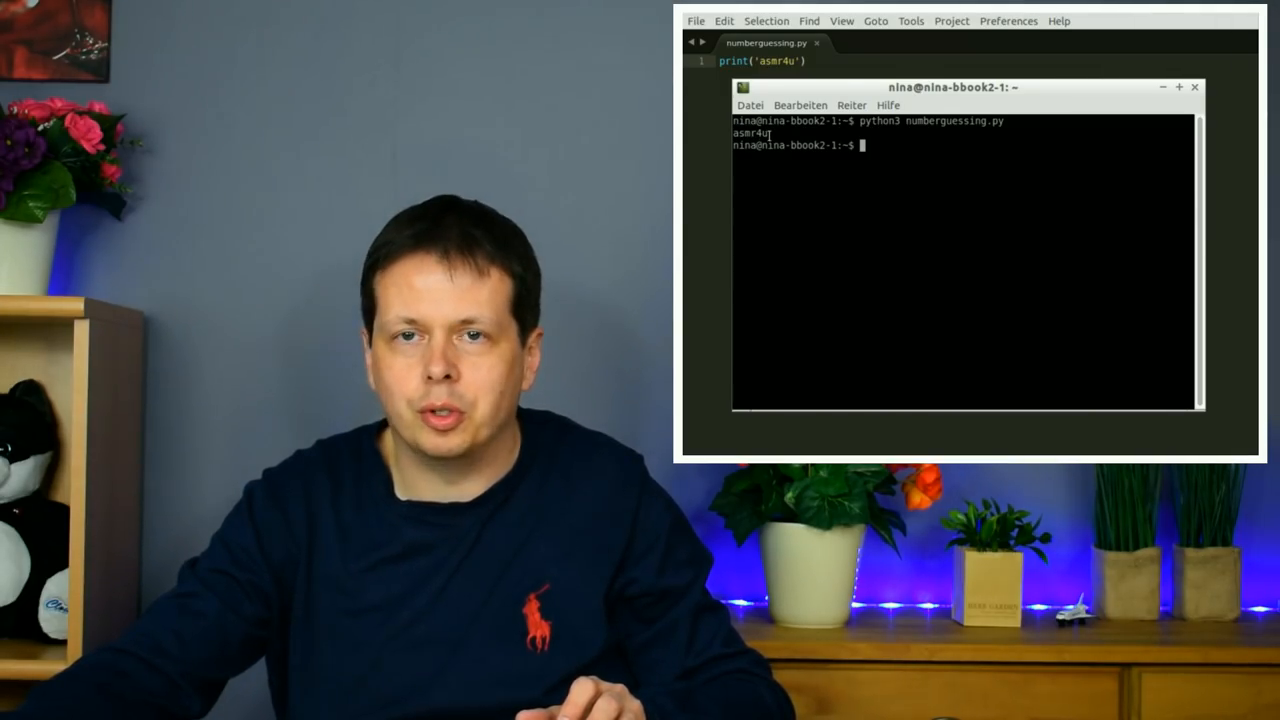 File Edit Selection Find View Goto Tools Project Preferences Help
numberguessing.py ×
1 print('asmr4u')
nina@nina-bbook2-1: ~
Datei Bearbeiten Reiter Hilfe
nina@nina-bbook2-1:~$ python3 numberguessing.py
asmr4u
nina@nina-bbook2-1:~$
HERB GARDEN